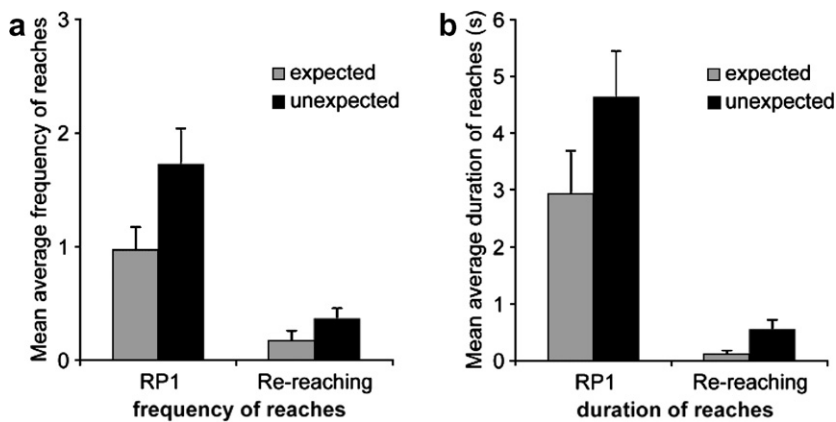 a
Mean average frequency of reaches
3
2
1
0
expected
unexpected
RP1
Re-reaching
frequency of reaches
b
Mean average duration of reaches (s)
6
5
4
3
2
1
0
expected
unexpected
RP1
Re-reaching
duration of reaches